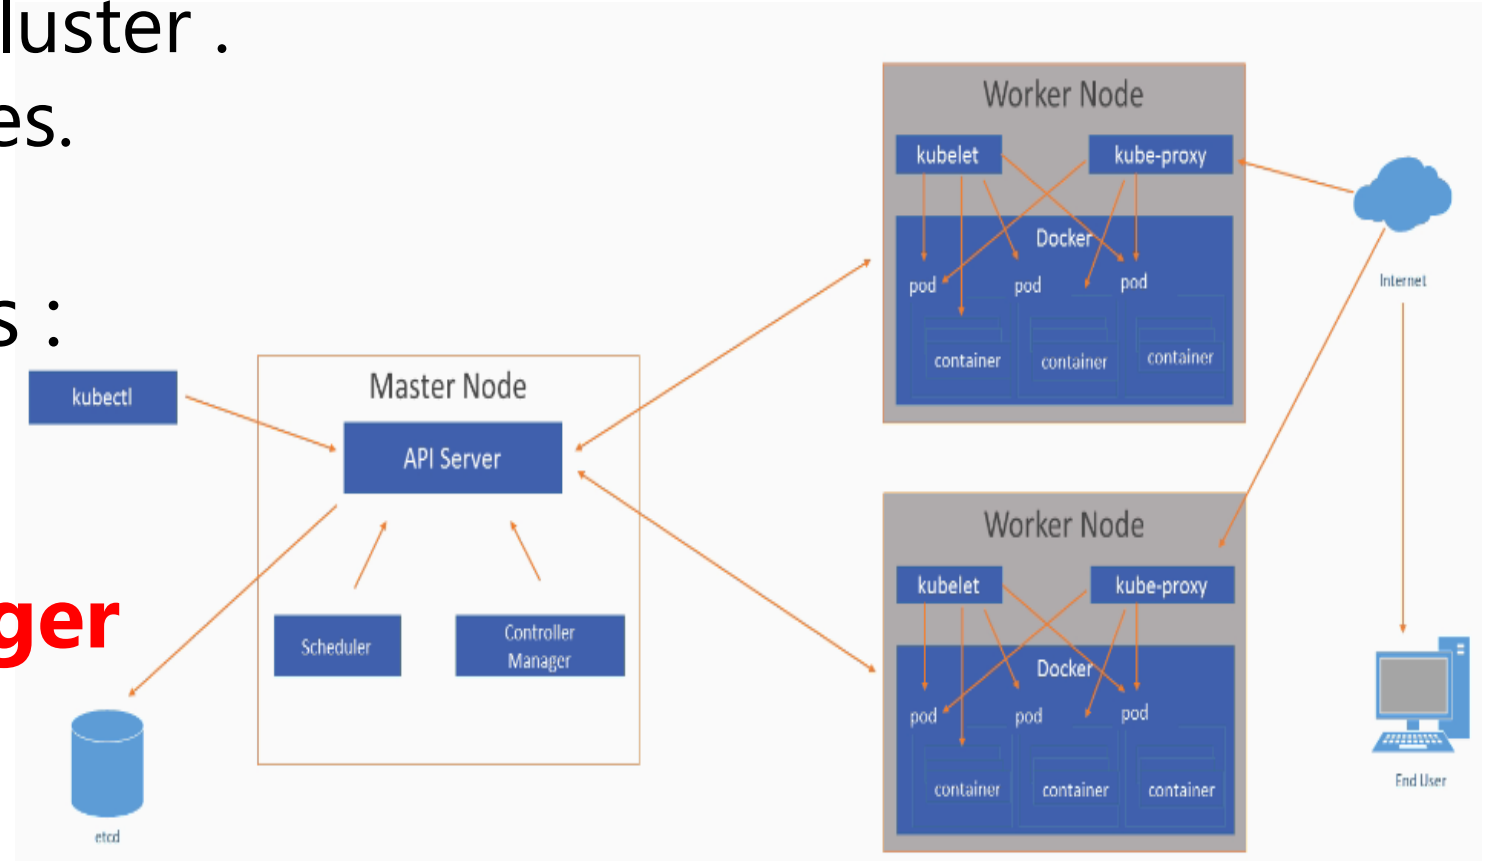 luster .
es.
s :
ger
kubectl
Master Node
API Server
Scheduler
Controller
Manager
etcd
Worker Node
kubelet
kube-proxy
Docker
pod
pod
pod
container
container
container
Worker Node
kubelet
kube-proxy
Docker
pod
pod
pod
container
container
container
Internet
End User